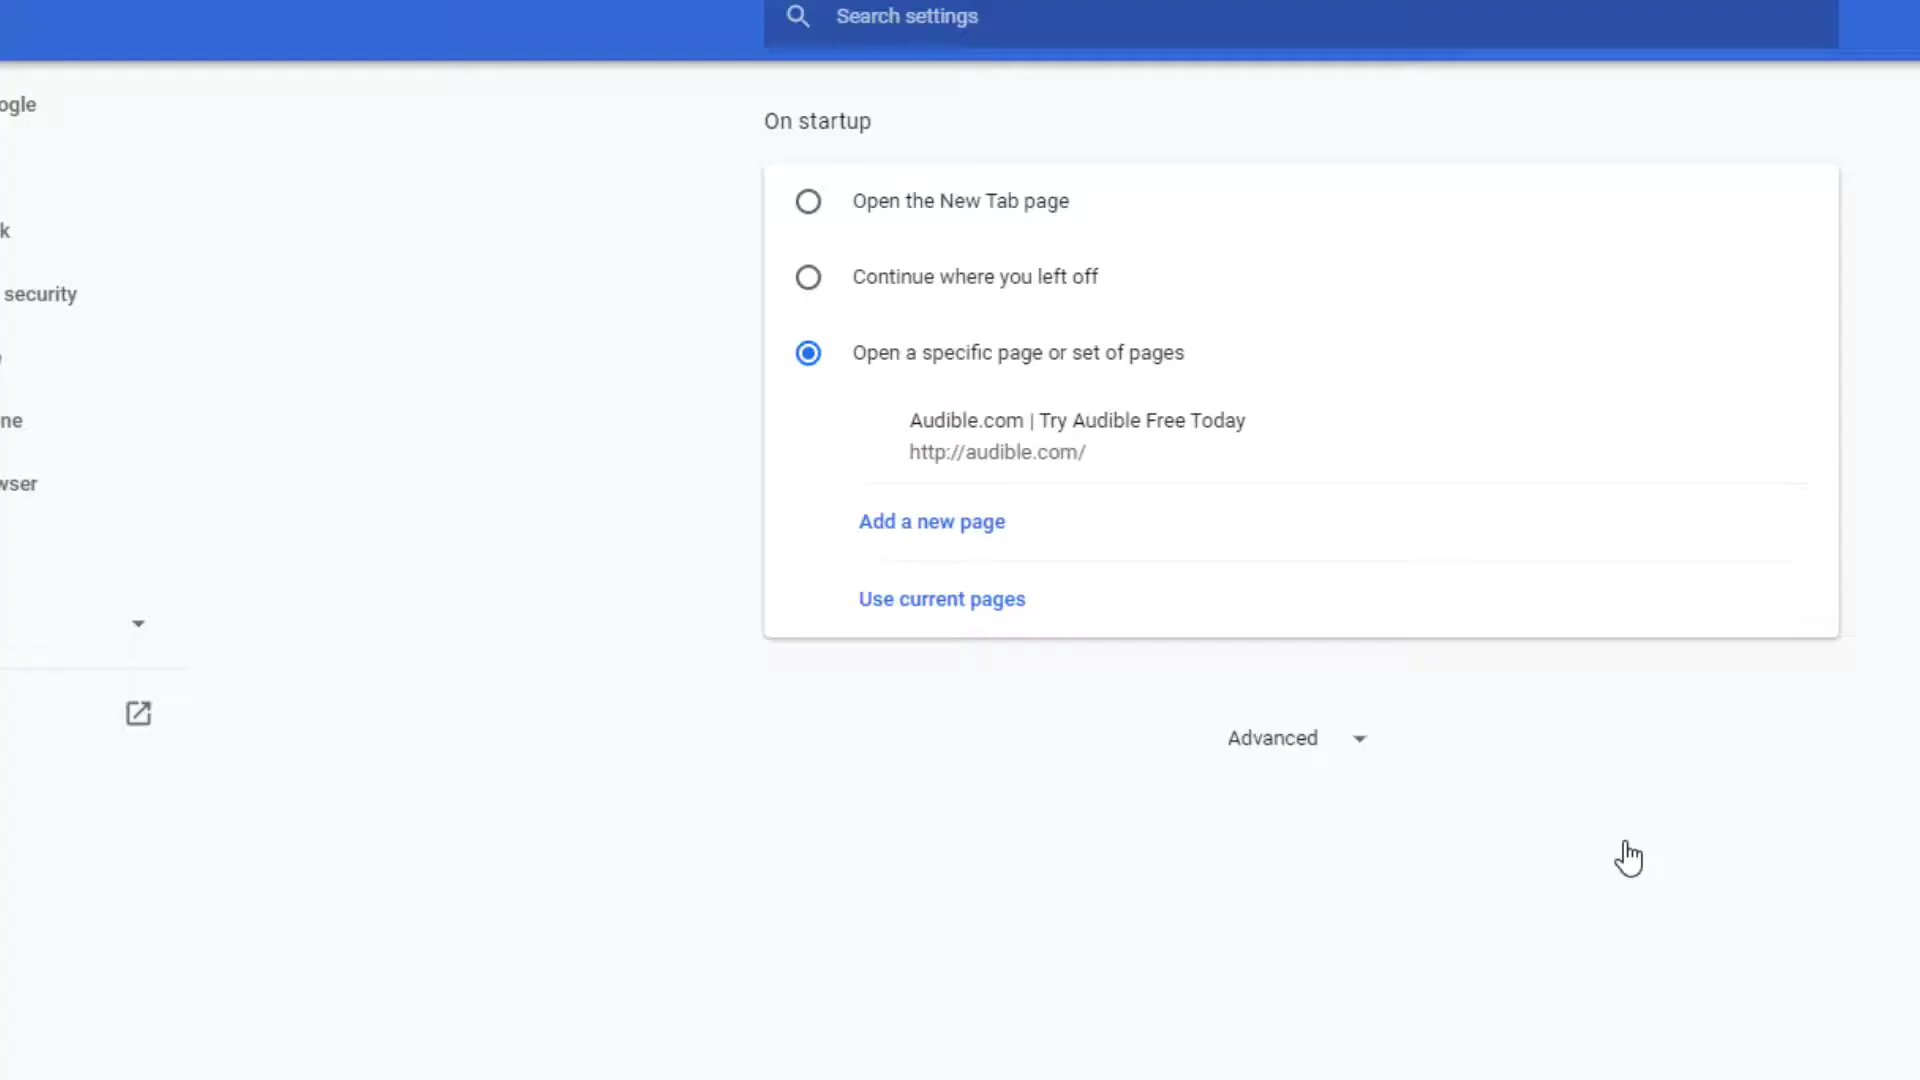 Search settings
ogle
k
security
ne
wser
On startup
Open the New Tab page
Continue where you left off
Open a specific page or set of pages
Audible.com | Try Audible Free Today
http://audible.com/
Add a new page
Use current pages
Advanced